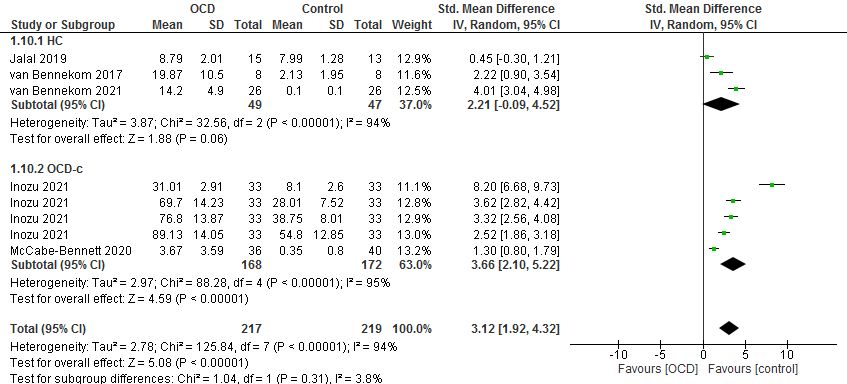 OCD Control Std. Mean Difference Std. Mean Difference
Study or Subgroup Mean SD Total Mean SD Total Weight IV, Random, 95% CI IV, Random, 95% CI
1.10.1 HC
Jalal 2019 8.79 2.01 15 7.99 1.28 13 12.9% 0.45 [-0.30, 1.21]
van Bennekom 2017 19.87 10.5 8 2.13 1.95 8 11.6% 2.22 [0.90, 3.54]
van Bennekom 2021 14.2 4.9 26 0.1 0.1 26 12.5% 4.01 [3.04, 4.98]
Subtotal (95% CI) 49 47 37.0% 2.21 [-0.09, 4.52]
Heterogeneity: Tau² = 3.87; Chi² = 32.56, df = 2 (P < 0.00001); I² = 94%
Test for overall effect: Z = 1.88 (P = 0.06)
1.10.2 OCD-c
Inozu 2021 31.01 2.91 33 8.1 2.6 33 11.1% 8.20 [6.68, 9.73]
Inozu 2021 69.7 14.23 33 28.01 7.52 33 12.8% 3.62 [2.82, 4.42]
Inozu 2021 76.8 13.87 33 38.75 8.01 33 12.9% 3.32 [2.56, 4.08]
Inozu 2021 89.13 14.05 33 54.8 12.85 33 13.0% 2.52 [1.86, 3.18]
McCabe-Bennett 2020 3.67 3.59 36 0.35 0.8 40 13.2% 1.30 [0.80, 1.79]
Subtotal (95% CI) 168 172 63.0% 3.66 [2.10, 5.22]
Heterogeneity: Tau² = 2.97; Chi² = 88.28, df = 4 (P < 0.00001); I² = 95%
Test for overall effect: Z = 4.59 (P < 0.00001)
Total (95% CI) 217 219 100.0% 3.12 [1.92, 4.32]
Heterogeneity: Tau² = 2.78; Chi² = 125.84, df = 7 (P < 0.00001); I² = 94%
Test for overall effect: Z = 5.08 (P < 0.00001)
Test for subgroup differences: Chi² = 1.04, df = 1 (P = 0.31), I² = 3.8%
-10 -5 0 5 10
Favours [OCD] Favours [control]